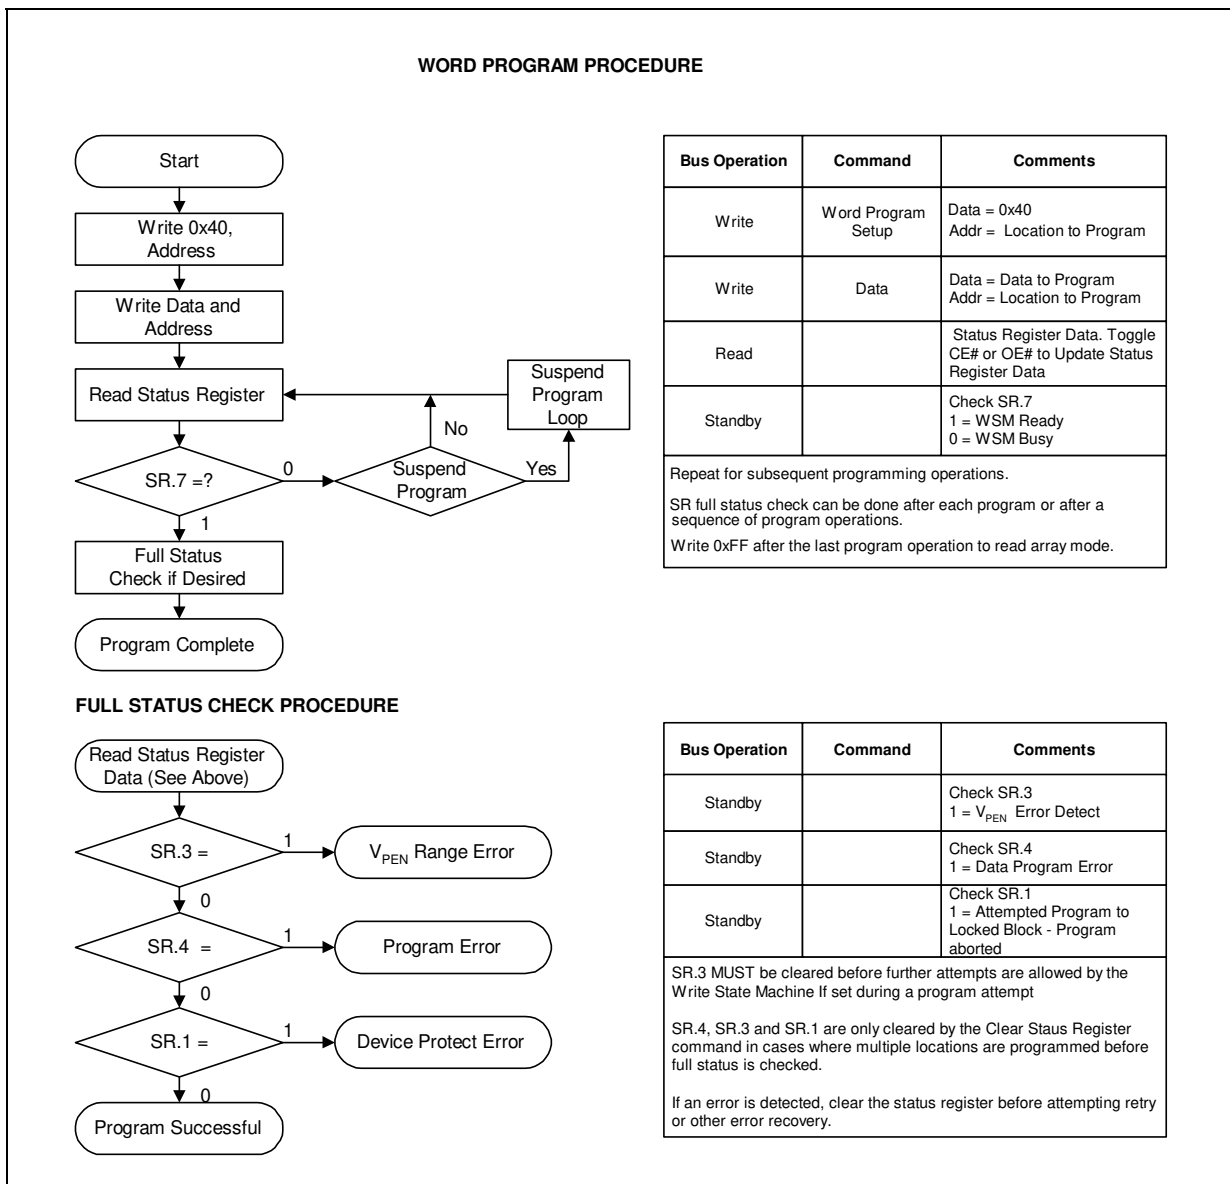 WORD PROGRAM PROCEDURE
Start
Write 0x40,
Address
Write Data and
Address
Read Status Register
SR.7 =?
0
1
Suspend
Program
No
Yes
Suspend
Program
Loop
Full Status
Check if Desired
Program Complete
Bus Operation Command Comments
Write Word Program Setup Data = 0x40
Addr = Location to Program
Write Data Data = Data to Program
Addr = Location to Program
Read Status Register Data. Toggle
CE# or OE# to Update Status
Register Data
Standby Check SR.7
1 = WSM Ready
0 = WSM Busy
Repeat for subsequent programming operations.
SR full status check can be done after each program or after a
sequence of program operations.
Write 0xFF after the last program operation to read array mode.
FULL STATUS CHECK PROCEDURE
Read Status Register
Data (See Above)
SR.3 =
1
VPEN Range Error
0
SR.4 =
1
Program Error
0
SR.1 =
1
Device Protect Error
0
Program Successful
Bus Operation Command Comments
Standby Check SR.3
1 = VPEN Error Detect
Standby Check SR.4
1 = Data Program Error
Standby Check SR.1
1 = Attempted Program to
Locked Block - Program
aborted
SR.3 MUST be cleared before further attempts are allowed by the
Write State Machine If set during a program attempt
SR.4, SR.3 and SR.1 are only cleared by the Clear Staus Register
command in cases where multiple locations are programmed before
full status is checked.
If an error is detected, clear the status register before attempting retry
or other error recovery.